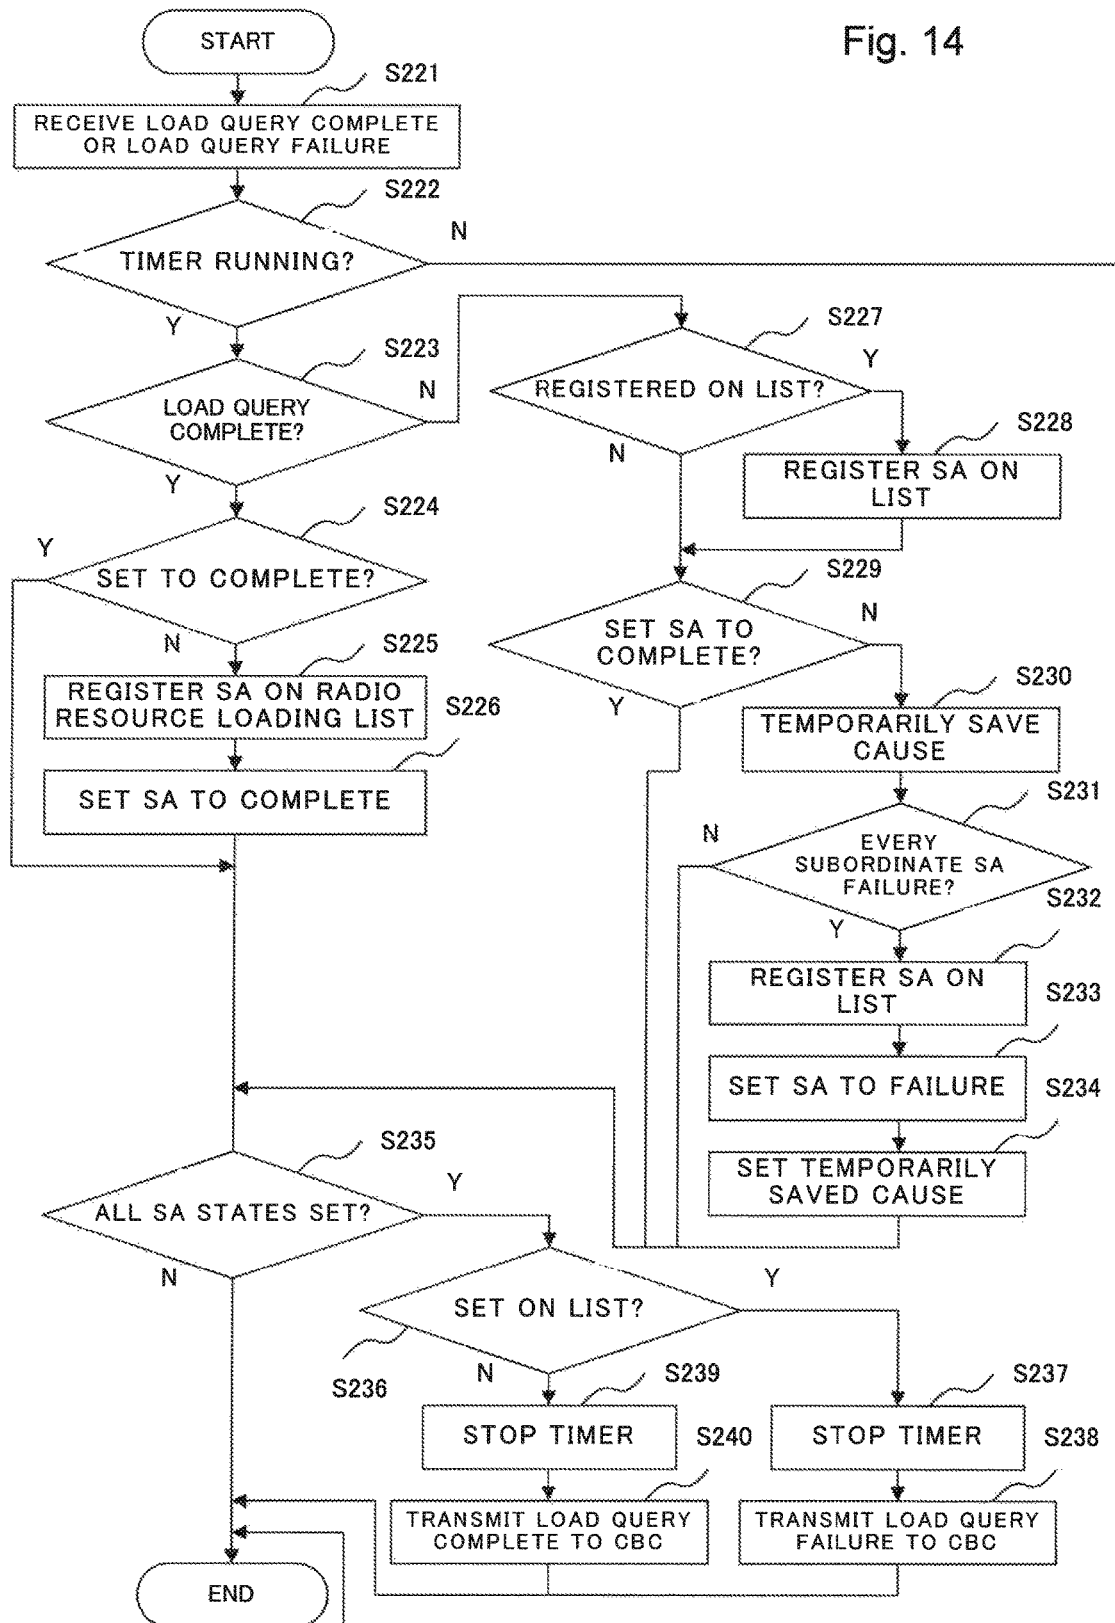 Fig. 14
START
S221
RECEIVE LOAD QUERY COMPLETE
OR LOAD QUERY FAILURE
S222
TIMER RUNNING?
N
Y
S223
LOAD QUERY
COMPLETE?
N
Y
S224
SET TO COMPLETE?
Y
N
S225
REGISTER SA ON RADIO
RESOURCE LOADING LIST
S226
SET SA TO COMPLETE
S227
REGISTERED ON LIST?
Y
N
S228
REGISTER SA ON
LIST
S229
SET SA TO
COMPLETE?
N
Y
S230
TEMPORARILY SAVE
CAUSE
S231
EVERY
SUBORDINATE SA
FAILURE?
N
Y
S232
REGISTER SA ON
LIST
S233
SET SA TO FAILURE
S234
SET TEMPORARILY
SAVED CAUSE
S235
ALL SA STATES SET?
Y
N
SET ON LIST?
Y
S236
N
S239
STOP TIMER
S240
TRANSMIT LOAD QUERY
COMPLETE TO CBC
S237
STOP TIMER
S238
TRANSMIT LOAD QUERY
FAILURE TO CBC
END